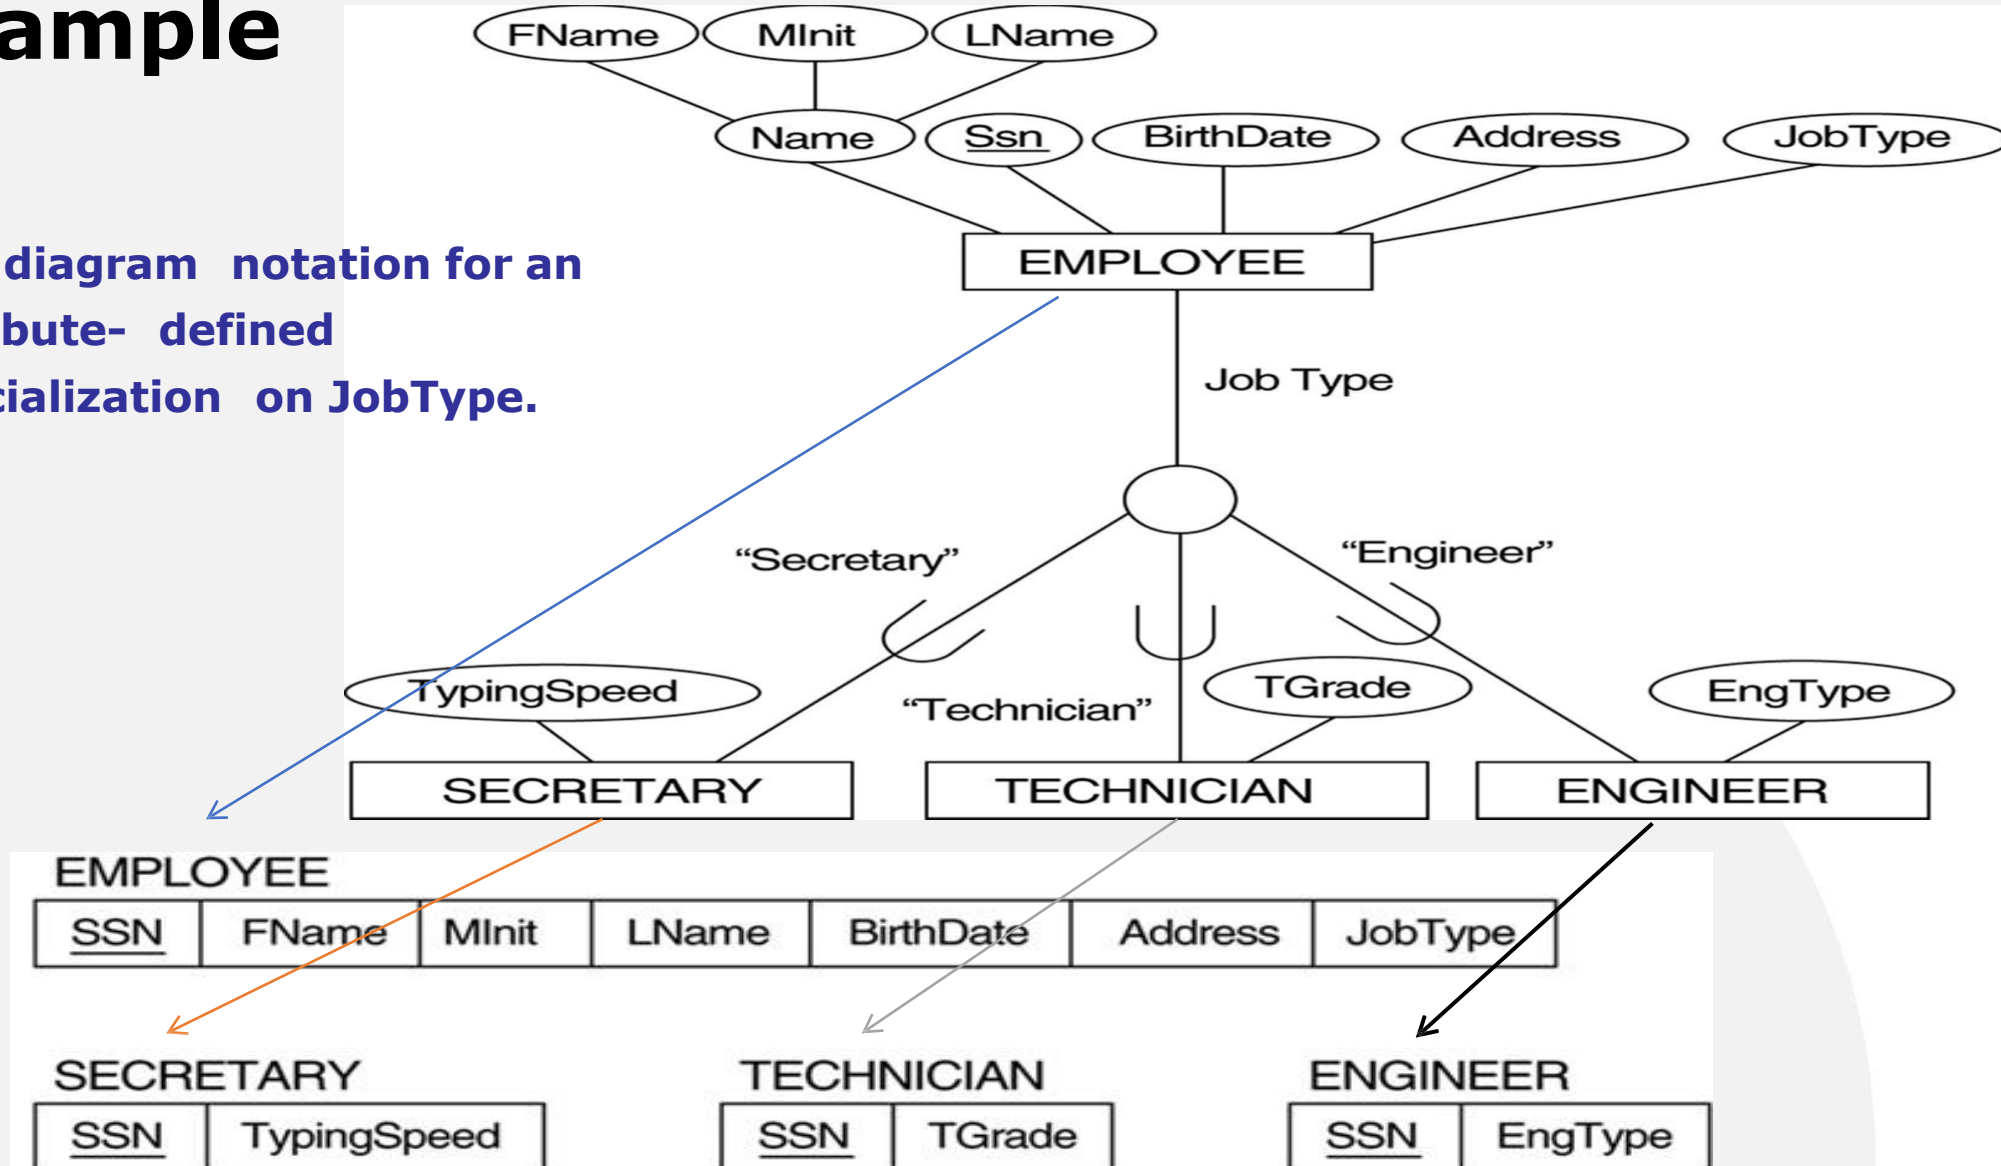 ample
FName MInit LName
Name Ssn BirthDate Address JobType
diagram notation for an
EMPLOYEE
bute- defined
cialization on JobType.
Job Type
“Secretary” “Engineer”
TypingSpeed “Technician” TGrade EngType
SECRETARY TECHNICIAN ENGINEER
EMPLOYEE
SSN FName MInit LName BirthDate Address JobType
SECRETARY TECHNICIAN ENGINEER
SSN TypingSpeed SSN TGrade SSN EngType